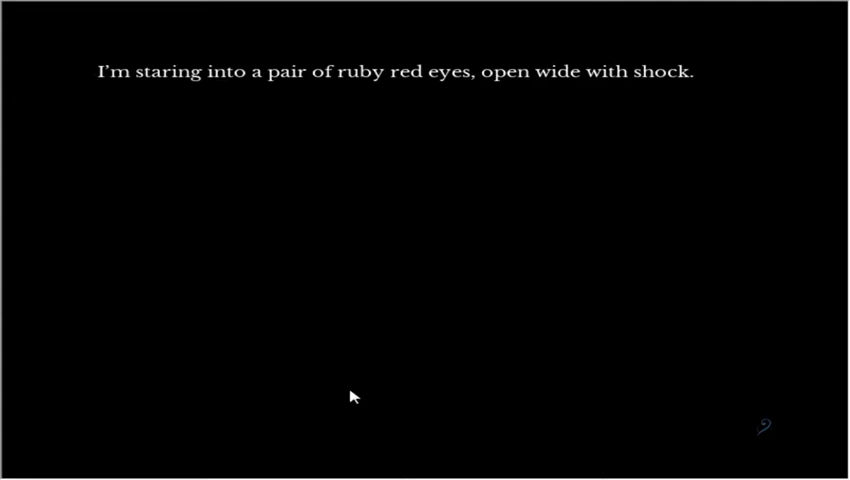 I’m staring into a pair of ruby red eyes, open wide with shock.